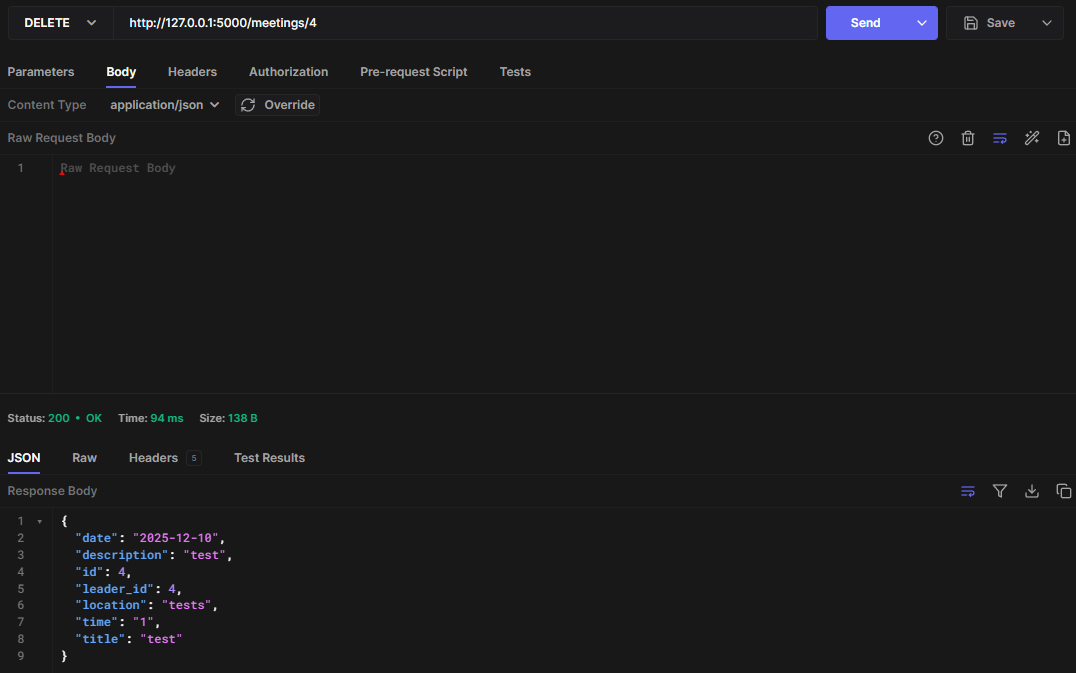 DELETE http://127.0.0.1:5000/meetings/4 Send Save
Parameters Body Headers Authorization Pre-request Script Tests
Content Type application/json Override
Raw Request Body
1 Raw Request Body
Status: 200 • OK Time: 94 ms Size: 138 B
JSON Raw Headers 5 Test Results
Response Body
1 {
2 "date": "2025-12-10",
3 "description": "test",
4 "id": 4,
5 "leader_id": 4,
6 "location": "tests",
7 "time": "1",
8 "title": "test"
9 }